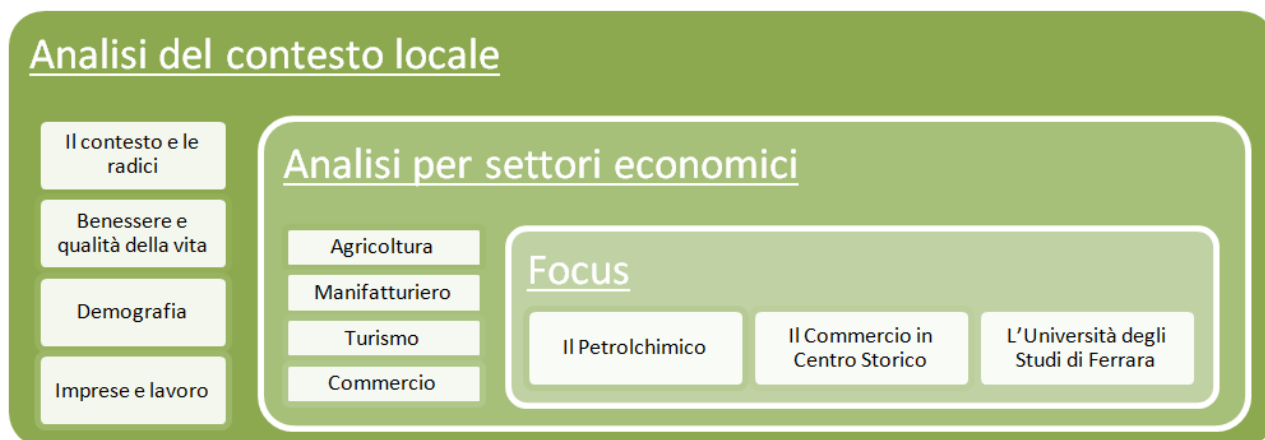 Analisi del contesto locale
Il contesto e le
radici
Benessere e
qualità della vita
Demografia
Imprese e lavoro
Analisi per settori economici
Agricoltura
Manifatturiero
Turismo
Commercio
Focus
Il Petrolchimico
Il Commercio in
Centro Storico
L'Università degli
Studi di Ferrara